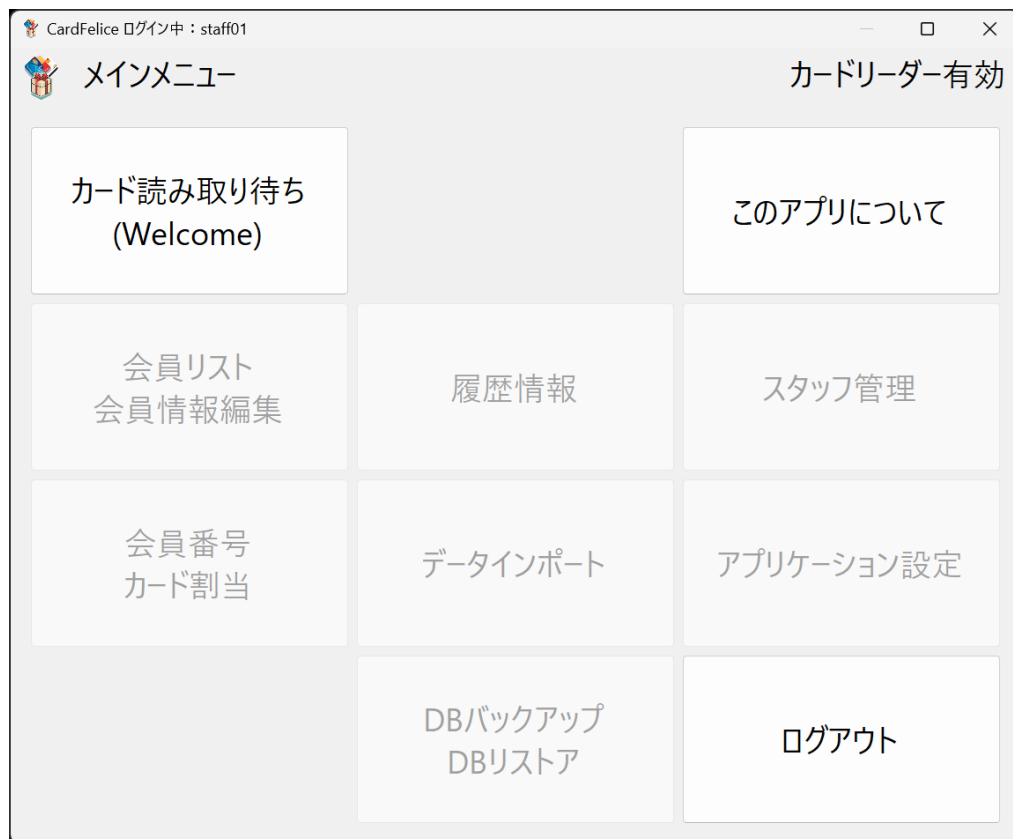 CardFelice ログイン中：staff01
メインメニュー
カードリーダー有効
カード読み取り待ち
(Welcome)
このアプリについて
会員リスト
会員情報編集
履歴情報
スタッフ管理
会員番号
カード割当
データインポート
アプリケーション設定
DBバックアップ
DBリストア
ログアウト